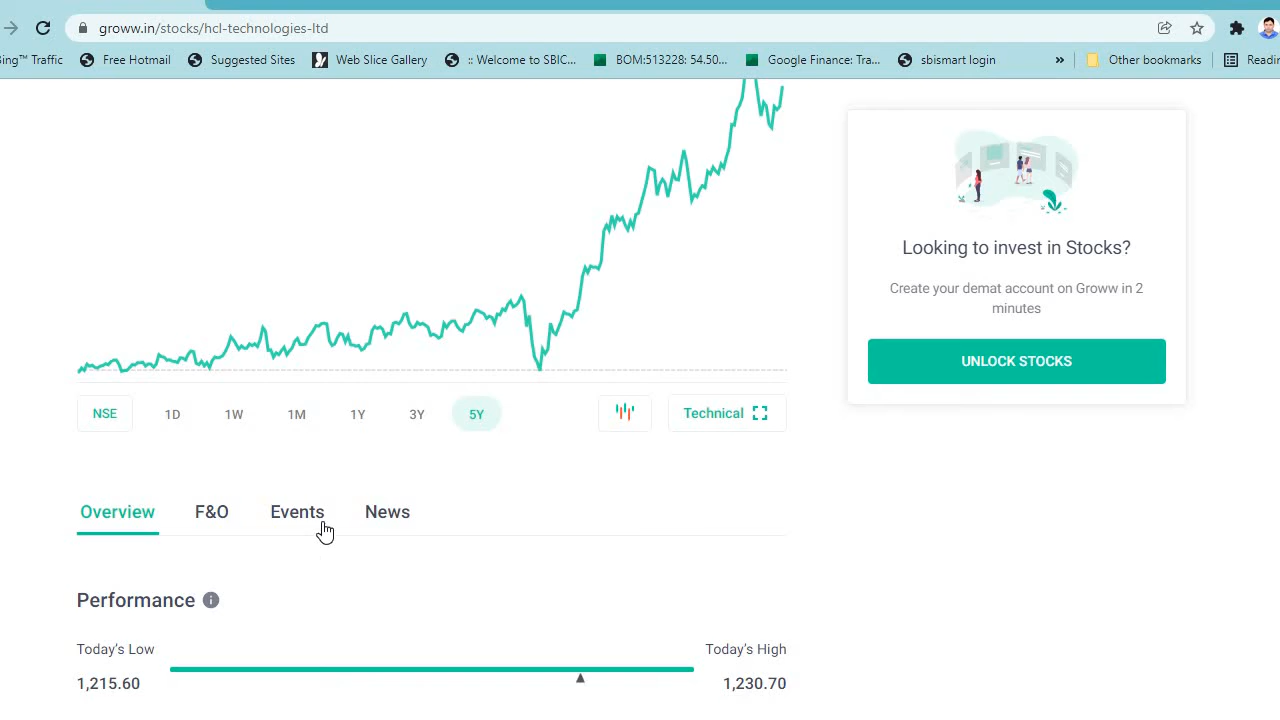 groww.in/stocks/hcl-technologies-ltd
ing™ Traffic Free Hotmail Suggested Sites Web Slice Gallery :: Welcome to SBIC... BOM:513228: 54.50... Google Finance: Tra... sbismart login » Other bookmarks Readin
Looking to invest in Stocks?
Create your demat account on Groww in 2
minutes
UNLOCK STOCKS
NSE 1D 1W 1M 1Y 3Y 5Y Technical
Overview F&O Events News
Performance
Today's Low Today's High
1,215.60 1,230.70